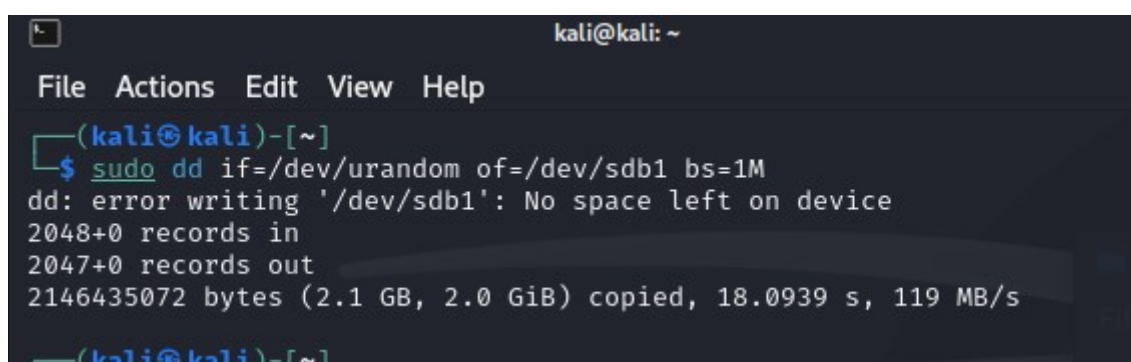 kali@kali: ~
File Actions Edit View Help
┌──(kali㉿kali)-[~]
└─$ sudo dd if=/dev/urandom of=/dev/sdb1 bs=1M
dd: error writing '/dev/sdb1': No space left on device
2048+0 records in
2047+0 records out
2146435072 bytes (2.1 GB, 2.0 GiB) copied, 18.0939 s, 119 MB/s
┌──(kali㉿kali)-[~]